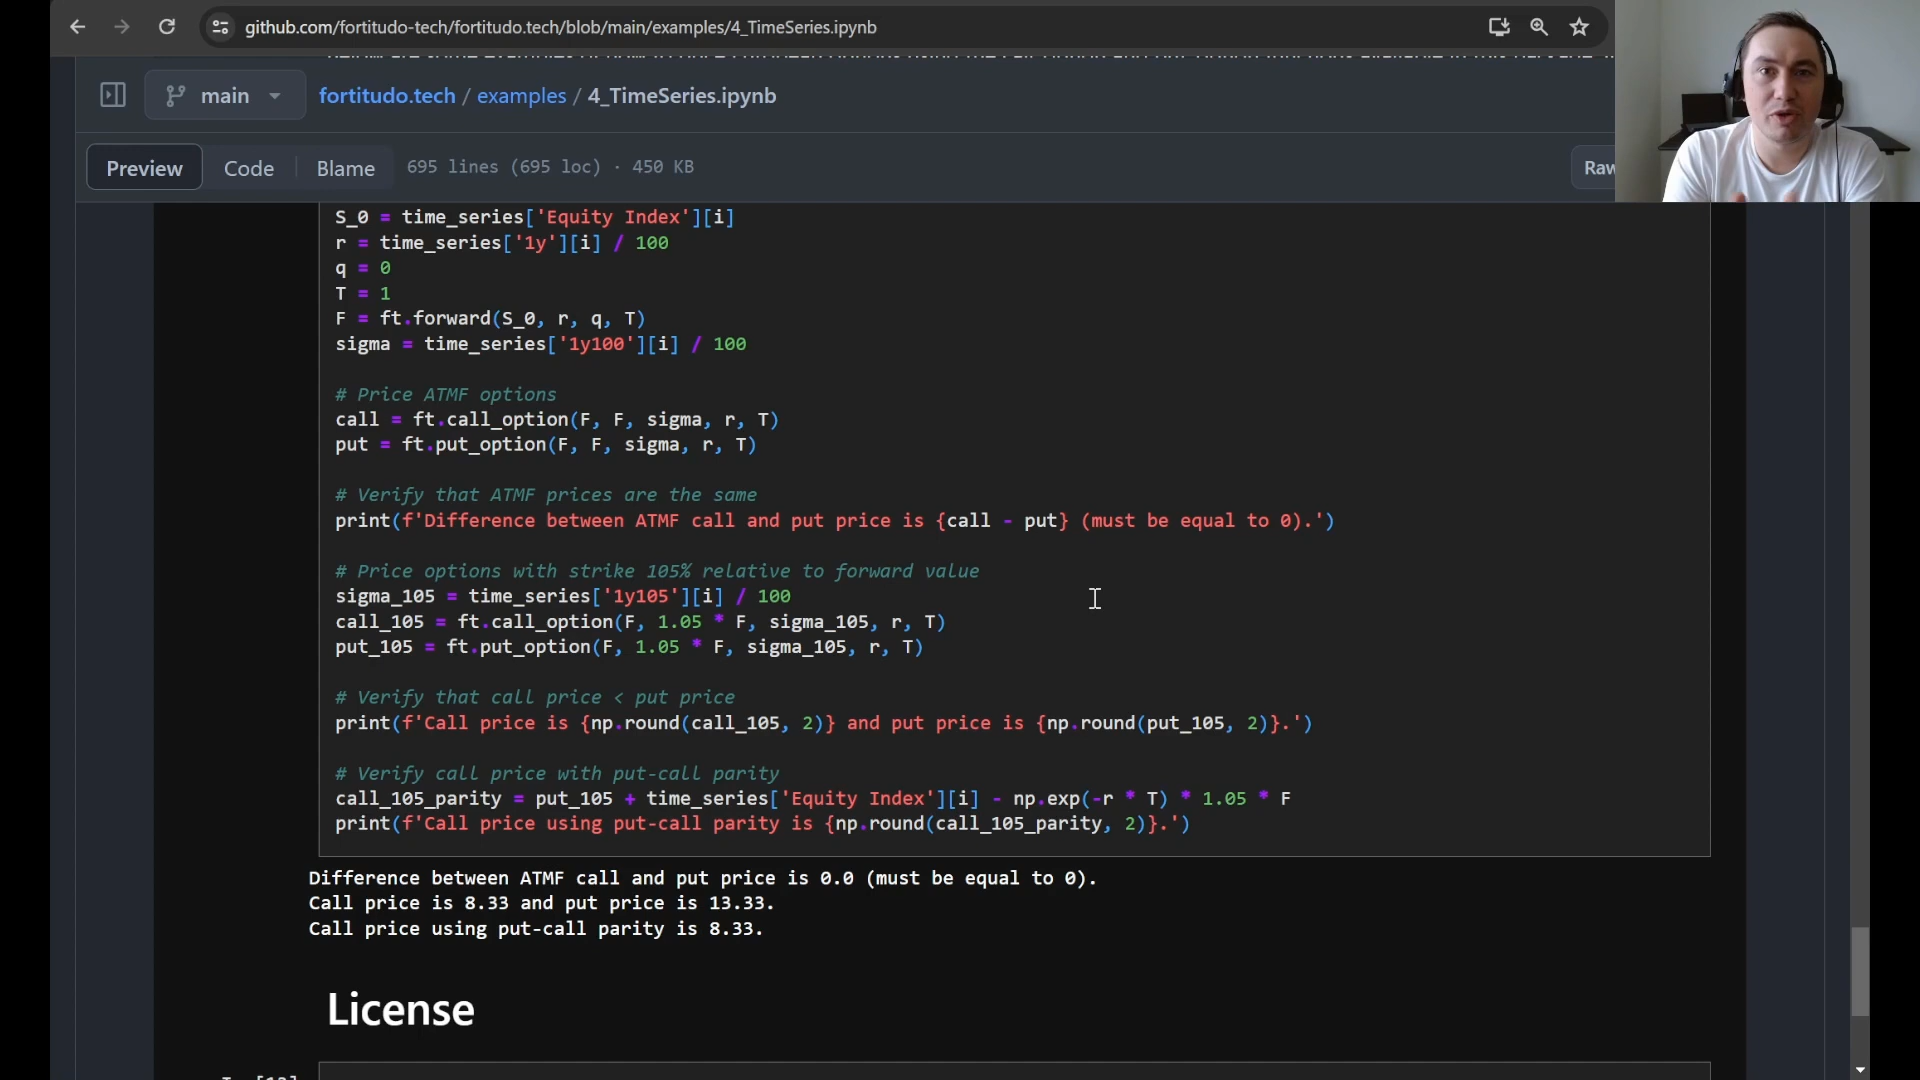 github.com/fortitudo-tech/fortitudo.tech/blob/main/examples/4_TimeSeries.ipynb
main
fortitudo.tech / examples / 4_TimeSeries.ipynb
Preview Code Blame 695 lines (695 loc) · 450 KB Raw
S_0 = time_series['Equity Index'][i]
r = time_series['1y'][i] / 100
q = 0
T = 1
F = ft.forward(S_0, r, q, T)
sigma = time_series['1y100'][i] / 100
# Price ATMF options
call = ft.call_option(F, F, sigma, r, T)
put = ft.put_option(F, F, sigma, r, T)
# Verify that ATMF prices are the same
print(f'Difference between ATMF call and put price is {call - put} (must be equal to 0).')
# Price options with strike 105% relative to forward value
sigma_105 = time_series['1y105'][i] / 100
call_105 = ft.call_option(F, 1.05 * F, sigma_105, r, T)
put_105 = ft.put_option(F, 1.05 * F, sigma_105, r, T)
# Verify that call price < put price
print(f'Call price is {np.round(call_105, 2)} and put price is {np.round(put_105, 2)}.')
# Verify call price with put-call parity
call_105_parity = put_105 + time_series['Equity Index'][i] - np.exp(-r * T) * 1.05 * F
print(f'Call price using put-call parity is {np.round(call_105_parity, 2)}.')
Difference between ATMF call and put price is 0.0 (must be equal to 0).
Call price is 8.33 and put price is 13.33.
Call price using put-call parity is 8.33.
License